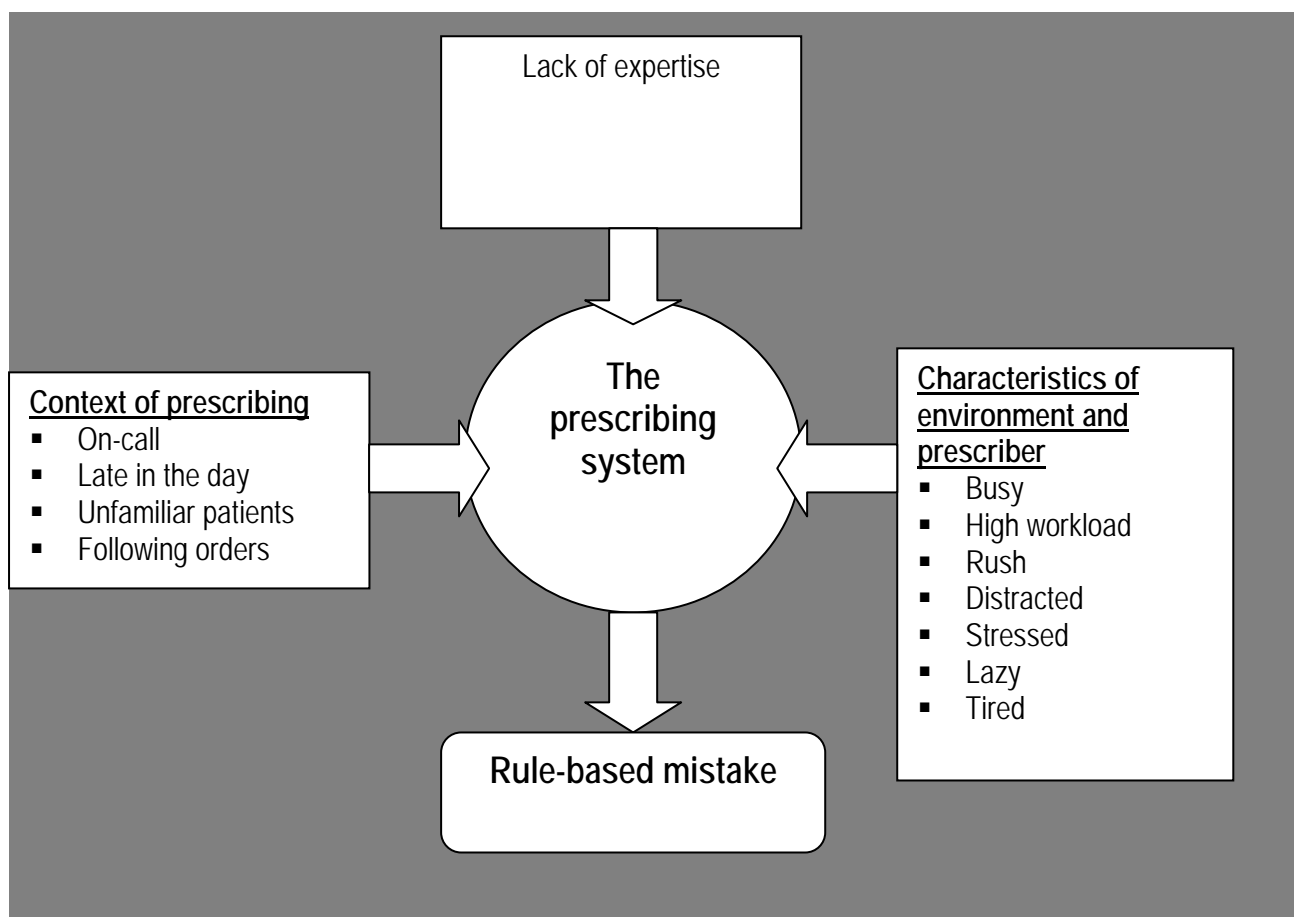 Lack of expertise
The
prescribing
system
Context of prescribing
▪ On-call
▪ Late in the day
▪ Unfamiliar patients
▪ Following orders
Characteristics of
environment and
prescriber
▪ Busy
▪ High workload
▪ Rush
▪ Distracted
▪ Stressed
▪ Lazy
▪ Tired
Rule-based mistake